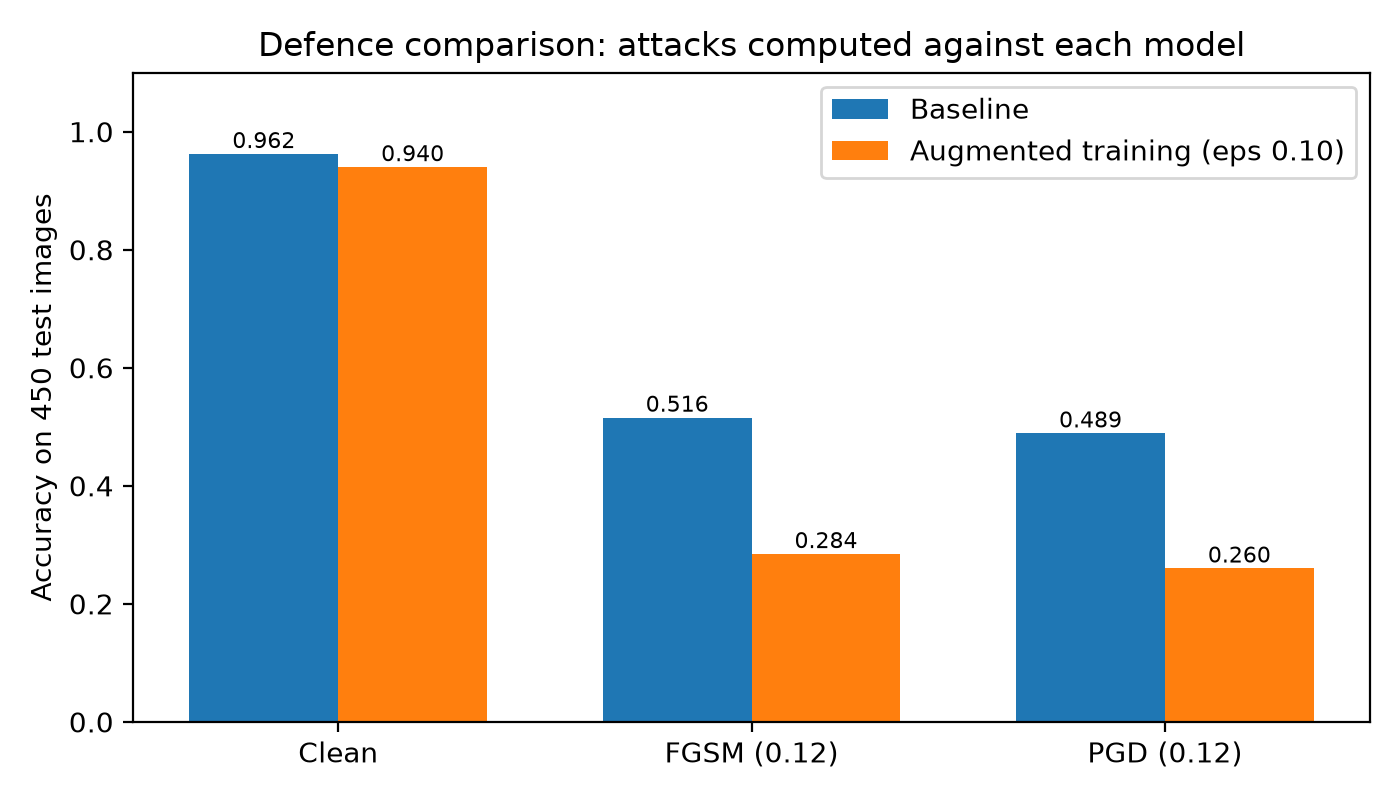 Defence comparison: attacks computed against each model
Baseline
Augmented training (eps 0.10)
Accuracy on 450 test images
1.0
0.8
0.6
0.4
0.2
0.0
0.962
0.940
0.516
0.284
0.489
0.260
Clean
FGSM (0.12)
PGD (0.12)